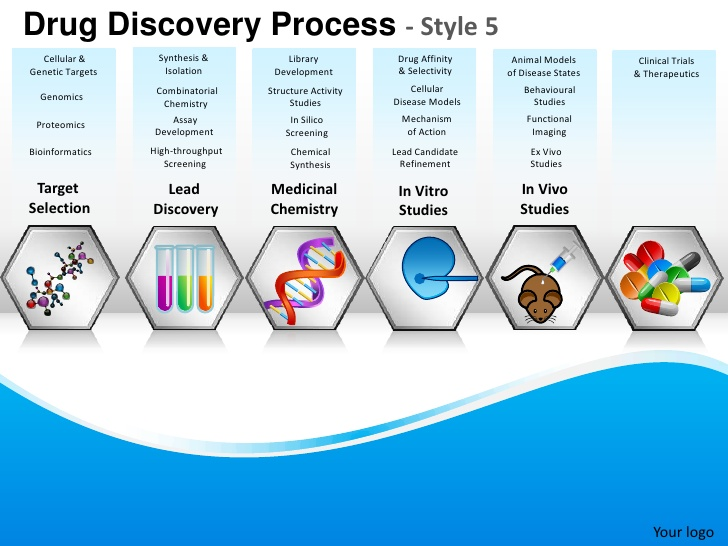 Drug Discovery Process - Style 5
Cellular &
Genetic Targets
Genomics
Proteomics
Bioinformatics
Target
Selection
Synthesis &
Isolation
Combinatorial
Chemistry
Assay
Development
High-throughput
Screening
Lead
Discovery
Library
Development
Structure Activity
Studies
In Silico
Screening
Chemical
Synthesis
Medicinal
Chemistry
Drug Affinity
& Selectivity
Cellular
Disease Models
Mechanism
of Action
Lead Candidate
Refinement
In Vitro
Studies
Animal Models
of Disease States
Behavioural
Studies
Functional
Imaging
Ex Vivo
Studies
In Vivo
Studies
Clinical Trials
& Therapeutics
Your logo